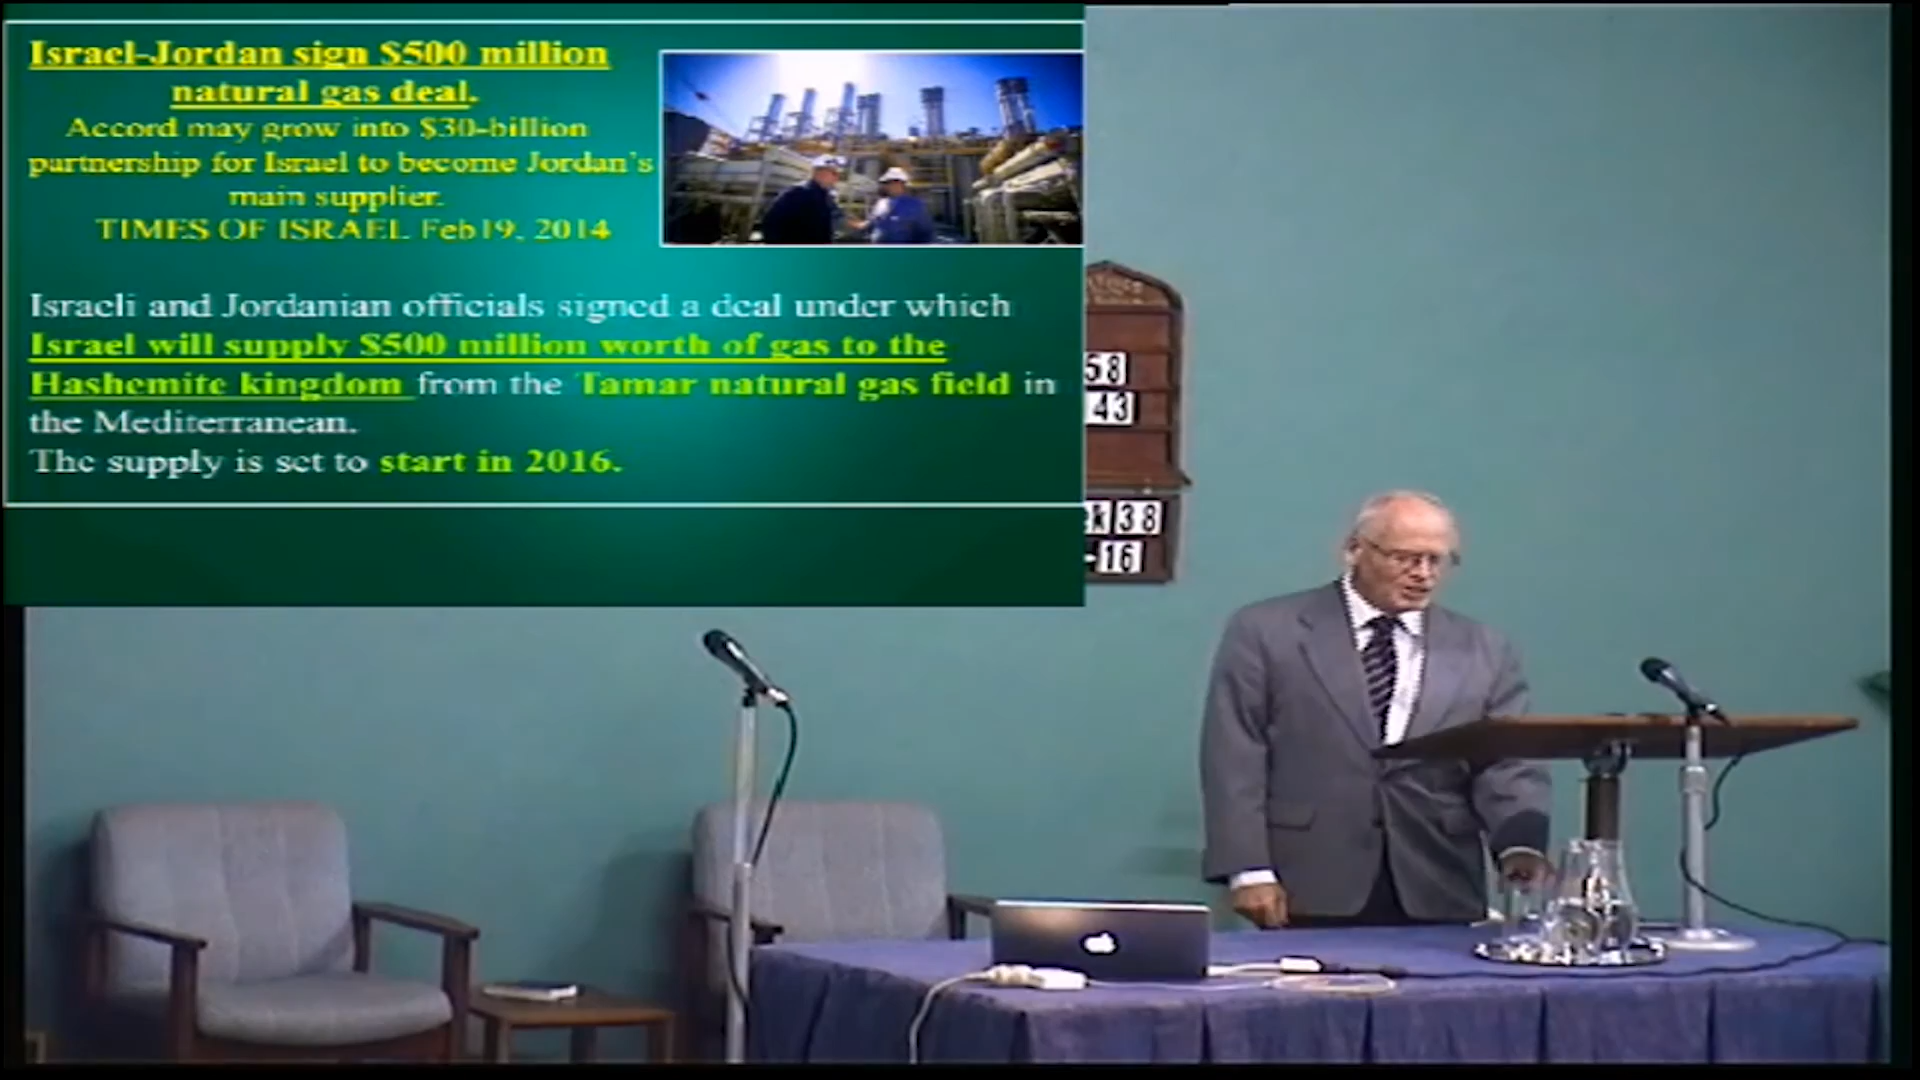 Israel-Jordan sign $500 million
natural gas deal.
Accord may grow into $30-billion
partnership for Israel to become Jordan's
main supplier.
TIMES OF ISRAEL Feb19, 2014
Israeli and Jordanian officials signed a deal under which
Israel will supply $500 million worth of gas to the
Hashemite kingdom from the Tamar natural gas field in
the Mediterranean.
The supply is set to start in 2016.
58
43
k 38
-16